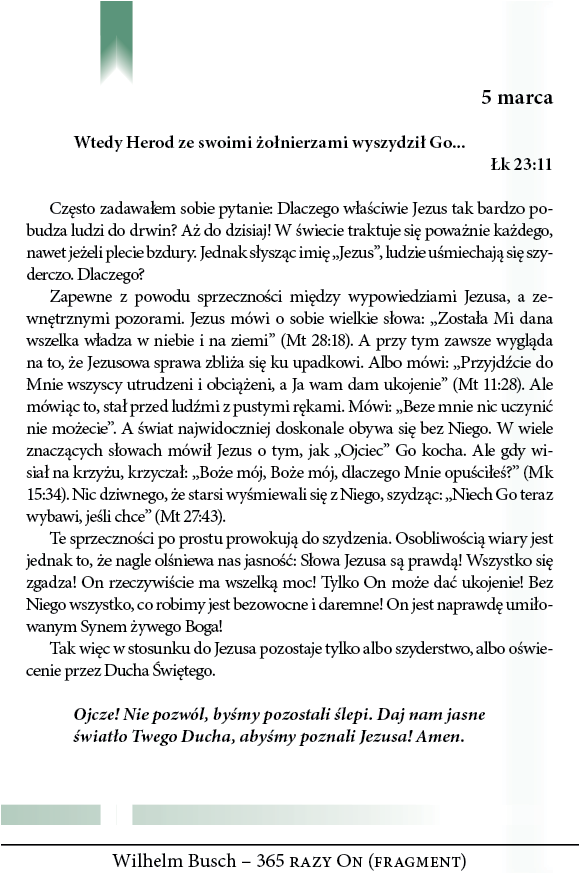 5 marca
Wtedy Herod ze swoimi żołnierzami wyszydził Go...
Łk 23:11
Często zadawałem sobie pytanie: Dlaczego właściwie Jezus tak bardzo po-
budza ludzi do drwin? Aż do dzisiaj! W świecie traktuje się poważnie każdego,
nawet jeżeli plecie bzdury. Jednak słysząc imię „Jezus”, ludzie uśmiechają się szy-
derczo. Dlaczego?
Zapewne z powodu sprzeczności między wypowiedziami Jezusa, a ze-
wnętrznymi pozorami. Jezus mówi o sobie wielkie słowa: „Została Mi dana
wszelka władza w niebie i na ziemi” (Mt 28:18). A przy tym zawsze wygląda
na to, że Jezusowa sprawa zbliża się ku upadkowi. Albo mówi: „Przyjdźcie do
Mnie wszyscy utrudzeni i obciążeni, a Ja wam dam ukojenie” (Mt 11:28). Ale
mówiąc to, stał przed ludźmi z pustymi rękami. Mówi: „Beze mnie nic uczynić
nie możecie”. A świat najwidoczniej doskonale obywa się bez Niego. W wiele
znaczących słowach mówił Jezus o tym, jak „Ojciec” Go kocha. Ale gdy wi-
siał na krzyżu, krzyczał: „Boże mój, Boże mój, dlaczego Mnie opuściłeś?” (Mk
15:34). Nic dziwnego, że starsi wyśmiewali się z Niego, szydząc: „Niech Go teraz
wybawi, jeśli chce” (Mt 27:43).
Te sprzeczności po prostu prowokują do szydzenia. Osobliwością wiary jest
jednak to, że nagle olśniewa nas jasność: Słowa Jezusa są prawdą! Wszystko się
zgadza! On rzeczywiście ma wszelką moc! Tylko On może dać ukojenie! Bez
Niego wszystko, co robimy jest bezowocne i daremne! On jest naprawdę umiło-
wanym Synem żywego Boga!
Tak więc w stosunku do Jezusa pozostaje tylko albo szyderstwo, albo oświe-
cenie przez Ducha Świętego.
Ojcze! Nie pozwól, byśmy pozostali ślepi. Daj nam jasne
światło Twego Ducha, abyśmy poznali Jezusa! Amen.
Wilhelm Busch – 365 RAZY ON (FRAGMENT)